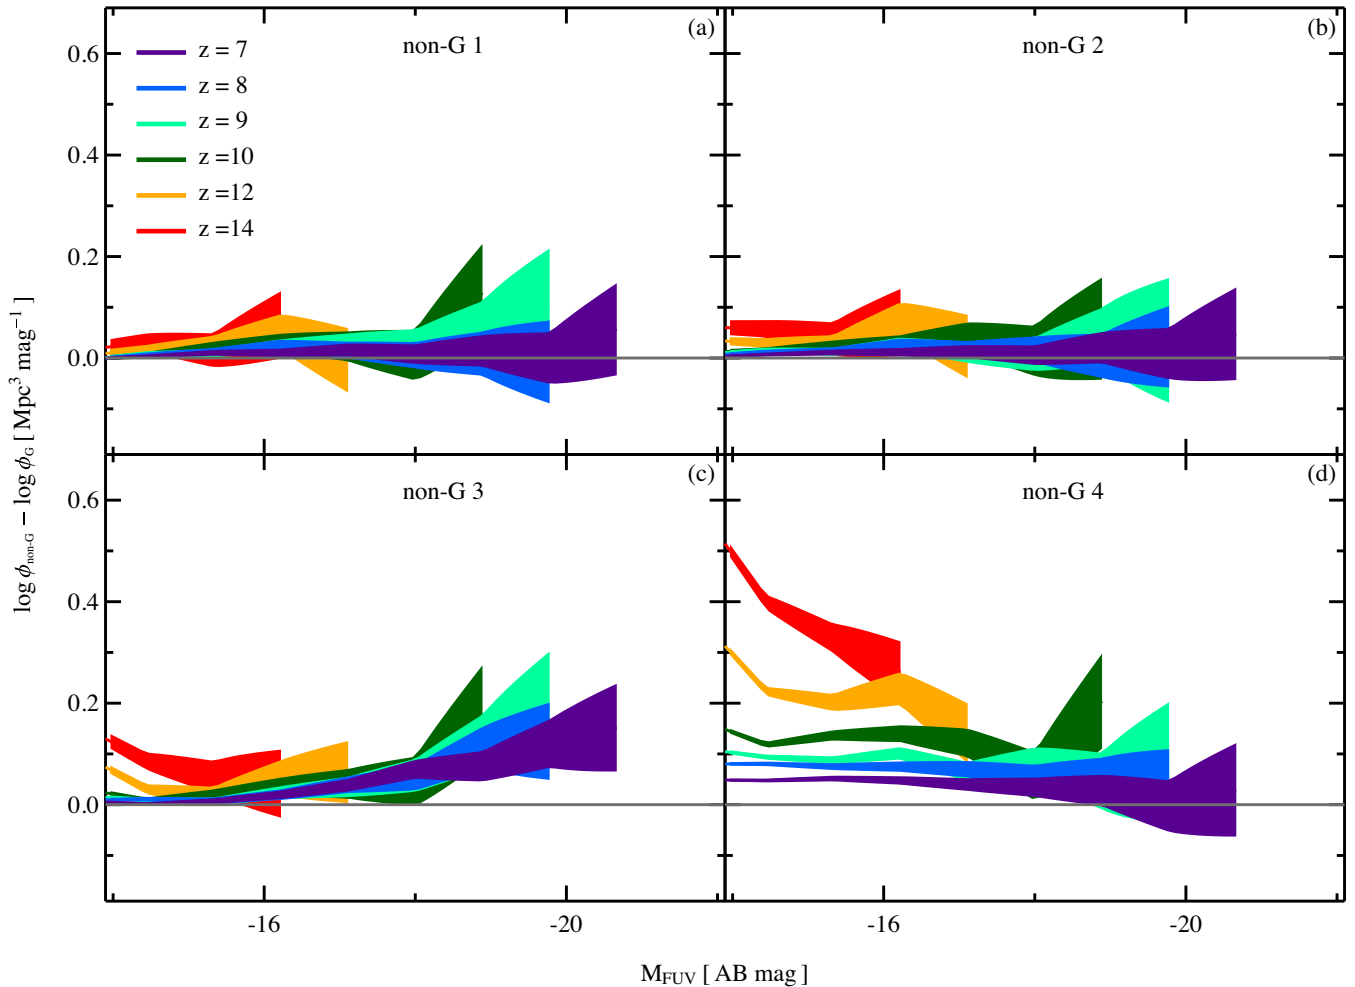 (a)
non-G 1
z = 7
z = 8
z = 9
z =10
z =12
z =14
0.6
0.4
0.2
0.0
(b)
non-G 2
(c)
non-G 3
0.6
0.4
0.2
0.0
(d)
non-G 4
-16
-20
-16
-20
log ϕnon-G − log ϕG [ Mpc³ mag⁻¹ ]
MFUV [ AB mag ]